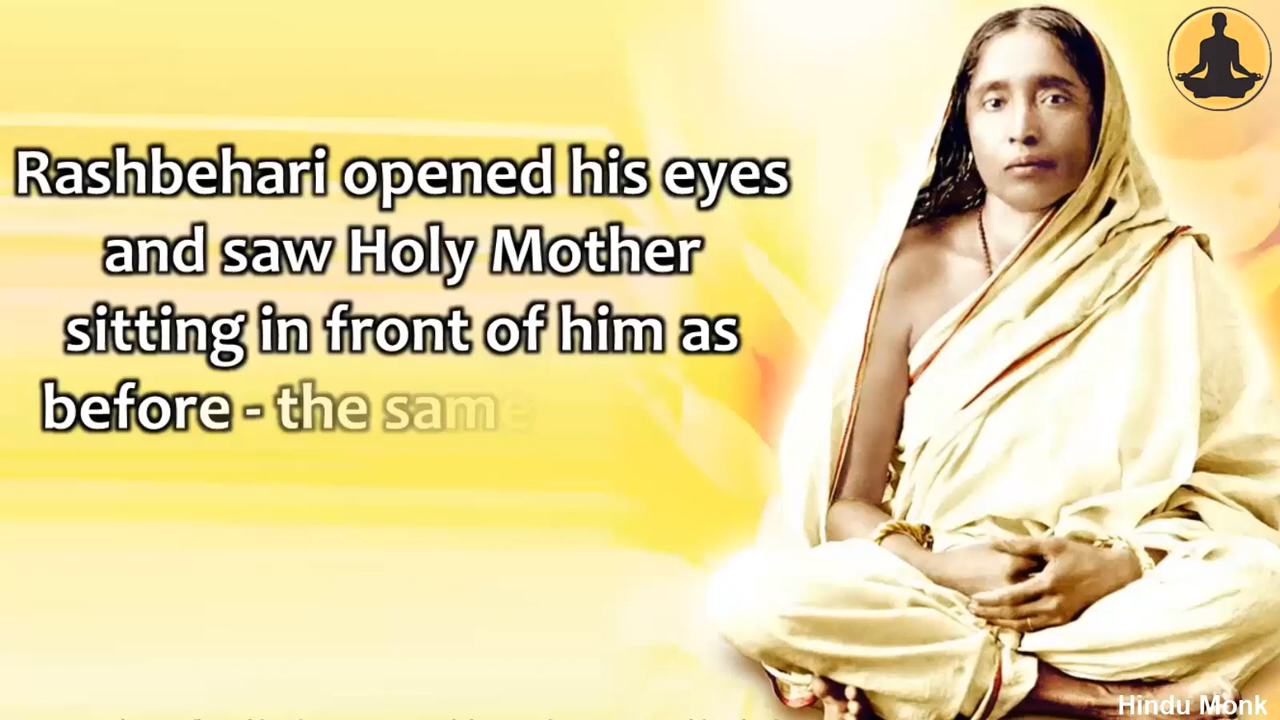 Rashbehari opened his eyes
and saw Holy Mother
sitting in front of him as
before - the same
Hindu Monk